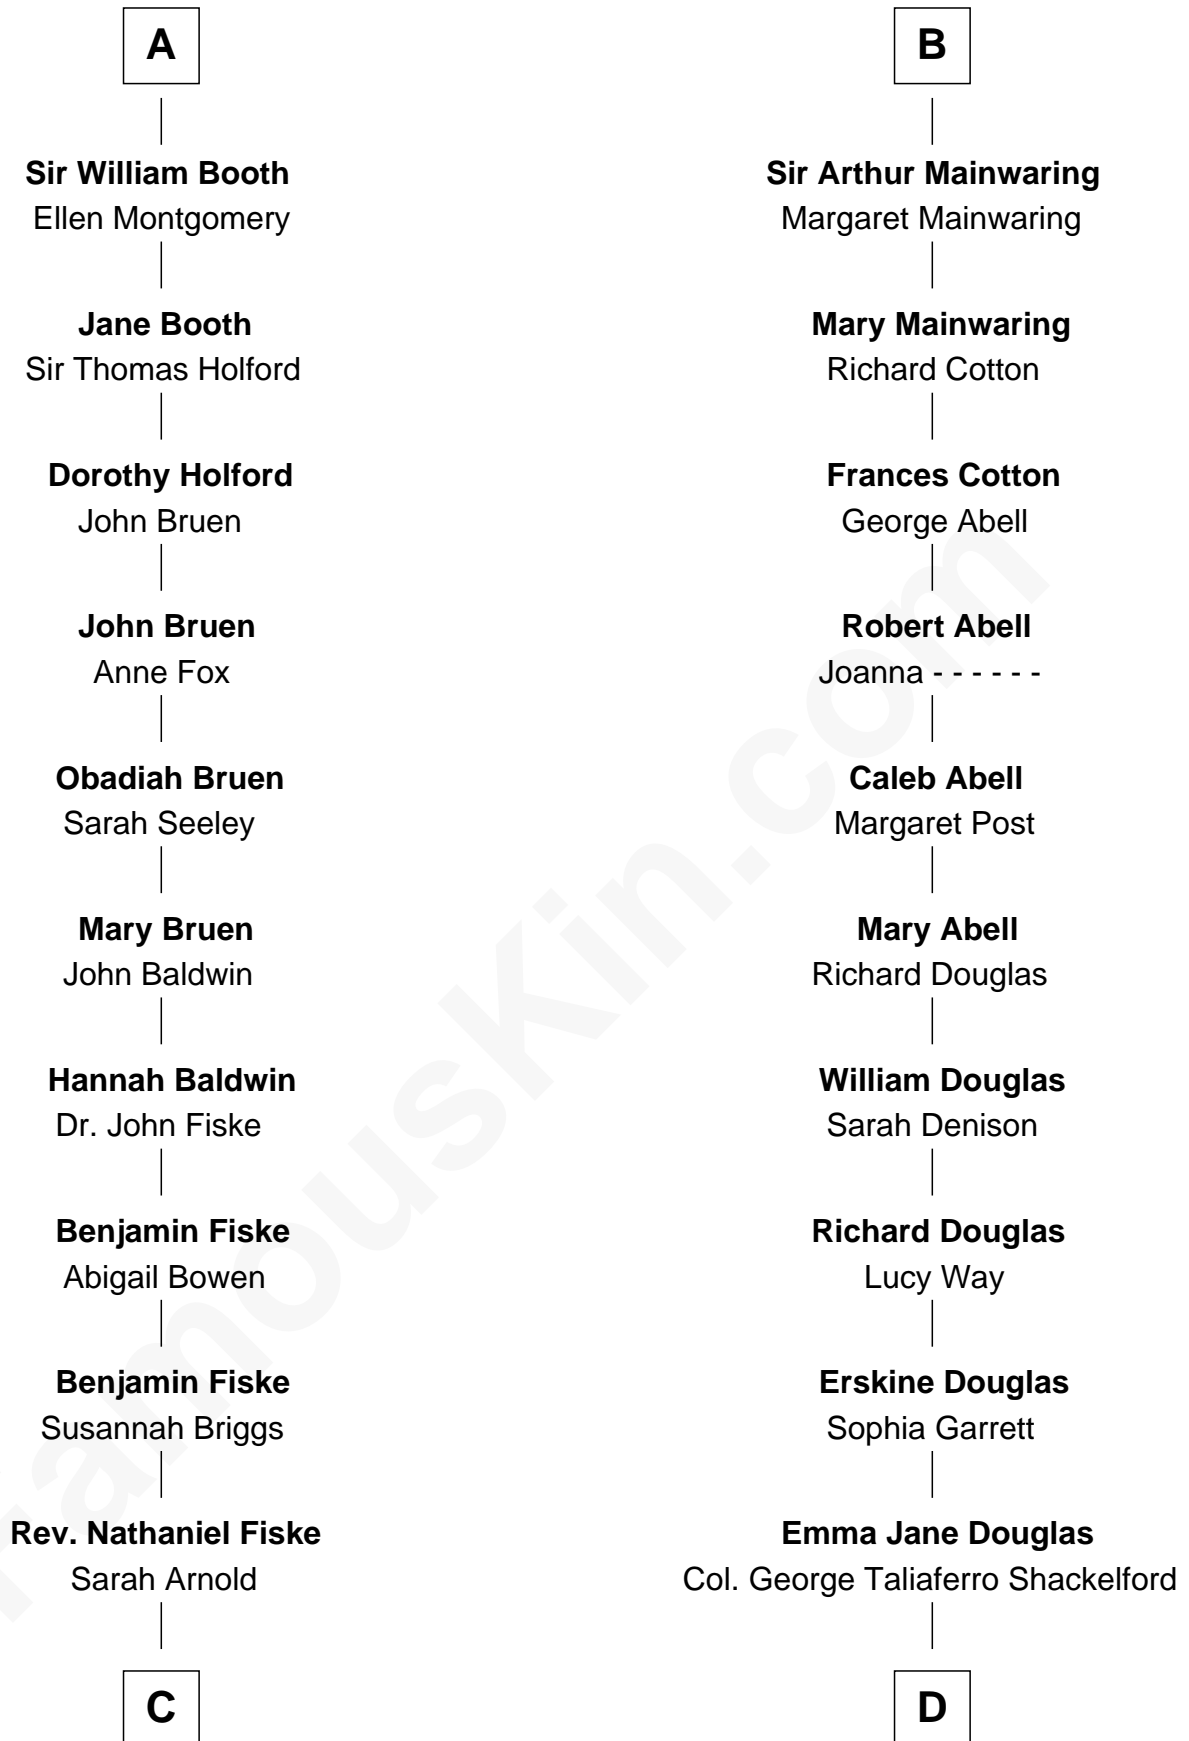 A
Sir William Booth
Ellen Montgomery
Jane Booth
Sir Thomas Holford
Dorothy Holford
John Bruen
John Bruen
Anne Fox
Obadiah Bruen
Sarah Seeley
Mary Bruen
John Baldwin
Hannah Baldwin
Dr. John Fiske
Benjamin Fiske
Abigail Bowen
Benjamin Fiske
Susannah Briggs
Rev. Nathaniel Fiske
Sarah Arnold
C
B
Sir Arthur Mainwaring
Margaret Mainwaring
Mary Mainwaring
Richard Cotton
Frances Cotton
George Abell
Robert Abell
Joanna - - - - - -
Caleb Abell
Margaret Post
Mary Abell
Richard Douglas
William Douglas
Sarah Denison
Richard Douglas
Lucy Way
Erskine Douglas
Sophia Garrett
Emma Jane Douglas
Col. George Taliaferro Shackelford
D
FamousKin.com